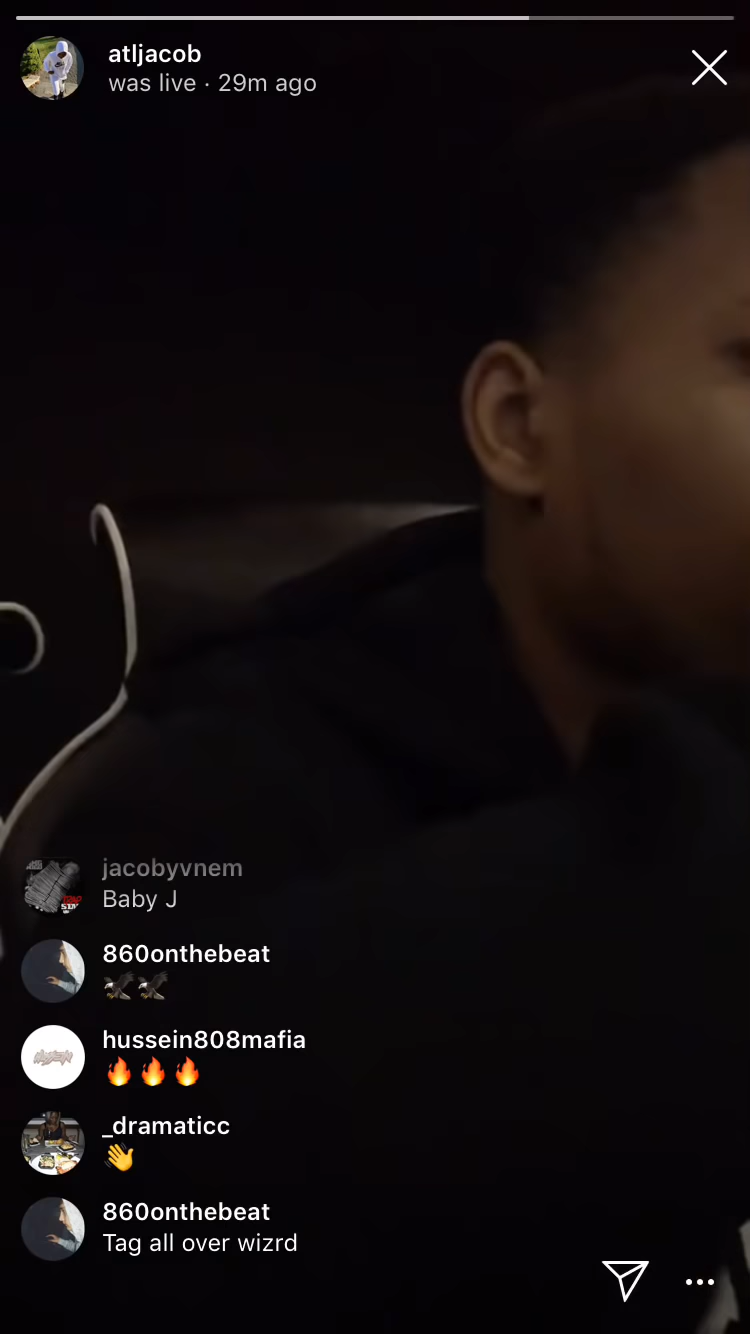 atljacob
was live · 29m ago
jacobyvnem
Baby J
860onthebeat
🦅🦅
hussein808mafia
🔥🔥🔥
_dramaticc
👋
860onthebeat
Tag all over wizrd